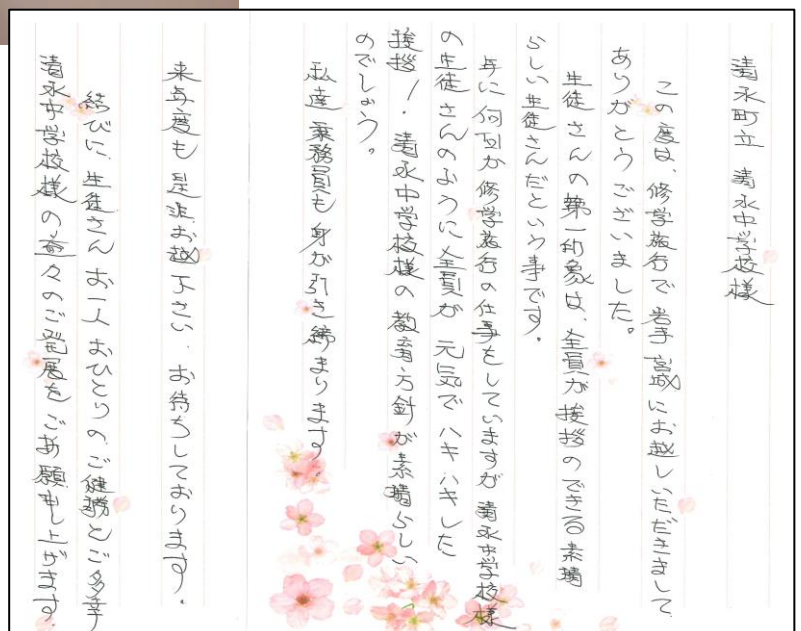 清水町立 清水中学校様
この度は、修学旅行で岩手宮城にお越しいただきまして
ありがとうございました。
生徒さんの第一印象は、全員が挨拶のできる素晴
らしい生徒さんだという事です。
年に何回か修学旅行の仕事をしていますが 清水中学校様
の生徒さんのように全員が 元気でハキハキした
挨拶!清水中学校様の教育方針が素晴らしい
のでしょう。
私達乗務員も身が引き締まります
来年度も是非お越下さい。お待ちしております。
結びに、生徒さん お一人おひとりの、ご健勝とご多幸
清水中学校様の益々のご発展をご祈願申し上げます